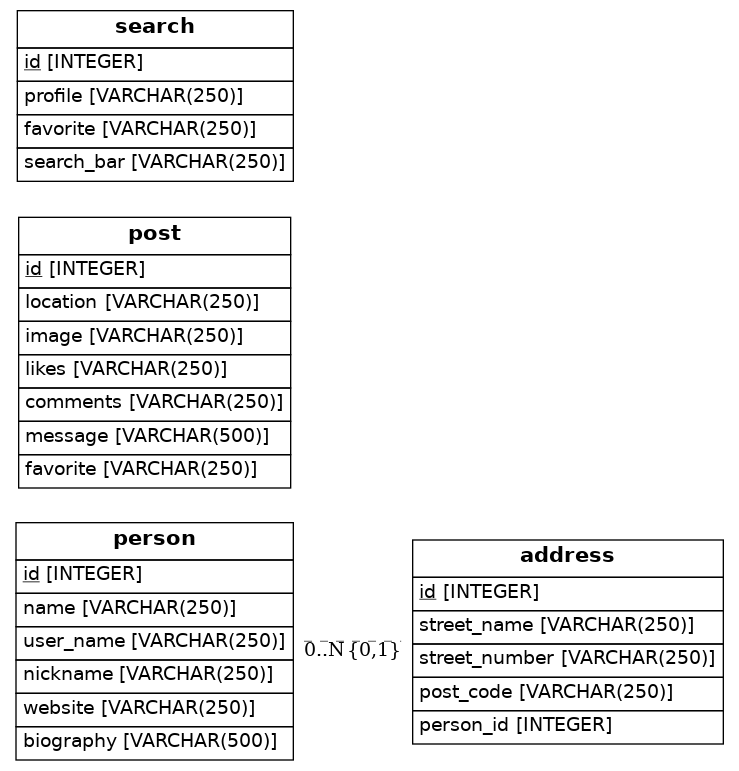 search
id [INTEGER]
profile [VARCHAR(250)]
favorite [VARCHAR(250)]
search_bar [VARCHAR(250)]
post
id [INTEGER]
location [VARCHAR(250)]
image [VARCHAR(250)]
likes [VARCHAR(250)]
comments [VARCHAR(250)]
message [VARCHAR(500)]
favorite [VARCHAR(250)]
person
id [INTEGER]
name [VARCHAR(250)]
user_name [VARCHAR(250)]
nickname [VARCHAR(250)]
website [VARCHAR(250)]
biography [VARCHAR(500)]
0..N {0,1}
address
id [INTEGER]
street_name [VARCHAR(250)]
street_number [VARCHAR(250)]
post_code [VARCHAR(250)]
person_id [INTEGER]